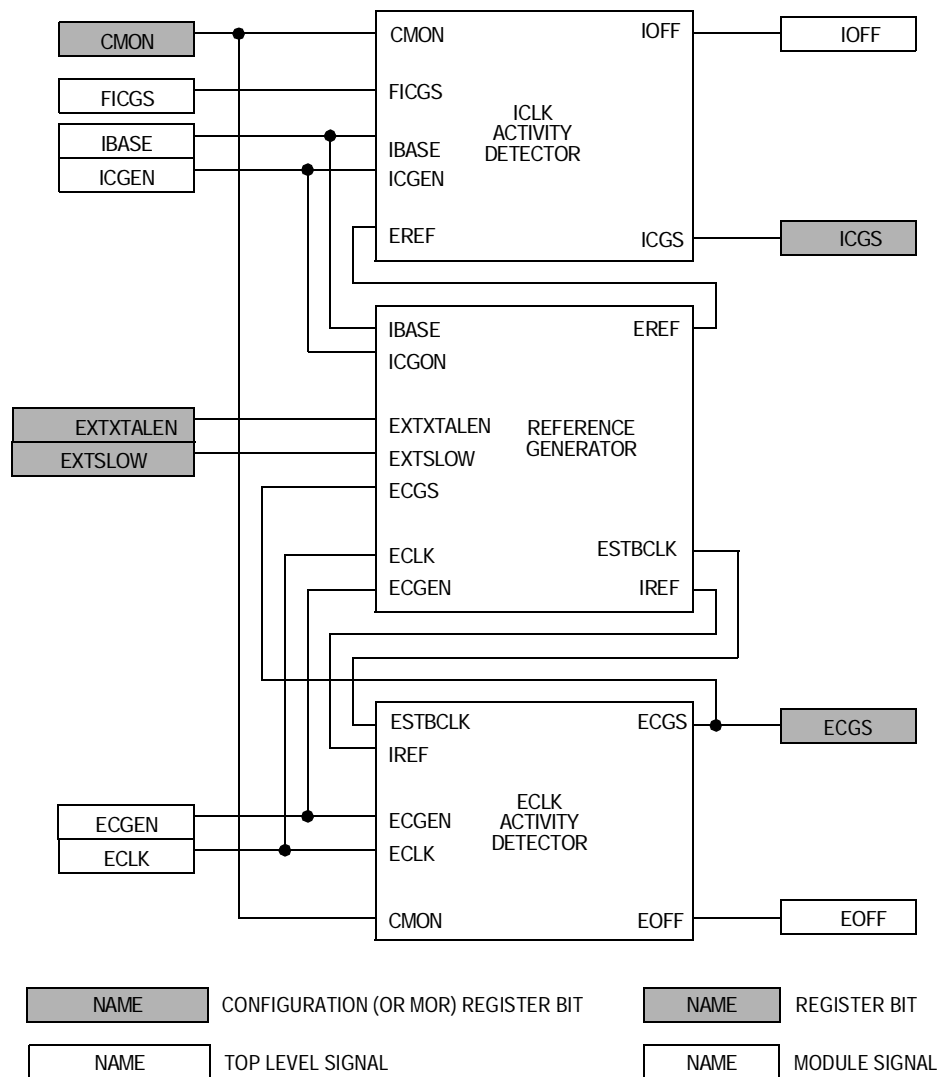 CMON
CMON
IOFF
IOFF
FICGS
FICGS
ICLK
ACTIVITY
DETECTOR
IBASE
IBASE
ICGEN
ICGEN
EREF
ICGS
ICGS
IBASE
EREF
ICGON
EXTXTALEN
EXTXTALEN
REFERENCE
GENERATOR
EXTSLOW
EXTSLOW
ECGS
ECLK
ESTBCLK
ECGEN
IREF
ESTBCLK
ECGS
ECGS
IREF
ECLK
ACTIVITY
DETECTOR
ECGEN
ECGEN
ECLK
ECLK
CMON
EOFF
EOFF
NAME CONFIGURATION (OR MOR) REGISTER BIT
NAME REGISTER BIT
NAME TOP LEVEL SIGNAL
NAME MODULE SIGNAL